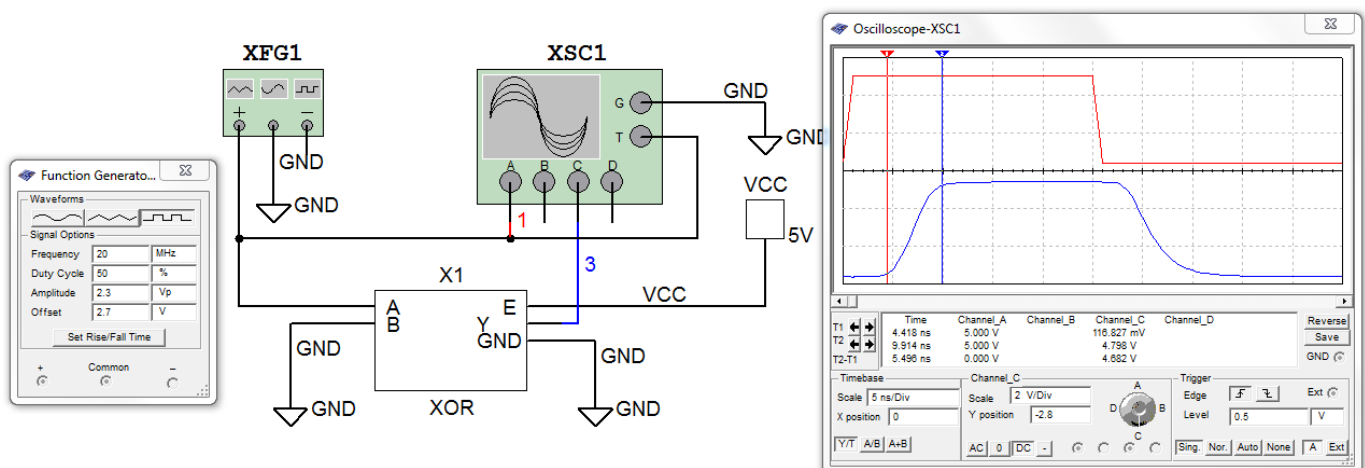 XFG1
+
−
GND
GND
Function Generato...
Waveforms
Signal Options
Frequency 20 MHz
Duty Cycle 50 %
Amplitude 2.3 Vp
Offset 2.7 V
Set Rise/Fall Time
+ Common −
XSC1
G
T
A B C D
GND
GND
1
3
VCC
5V
X1
A E
B Y
GND
VCC
GND
GND
GND
GND
XOR
Oscilloscope-XSC1
1 2
Time Channel_A Channel_B Channel_C Channel_D
T1 4.418 ns 5.000 V 116.827 mV
T2 9.914 ns 5.000 V 4.798 V
T2-T1 5.496 ns 0.000 V 4.682 V
Reverse
Save
GND
Timebase
Scale 5 ns/Div
X position 0
Y/T A/B A+B
Channel_C
Scale 2 V/Div
Y position -2.8
AC 0 DC -
A
D B
C
Trigger
Edge Ext
Level 0.5 V
Sing. Nor. Auto None A Ext